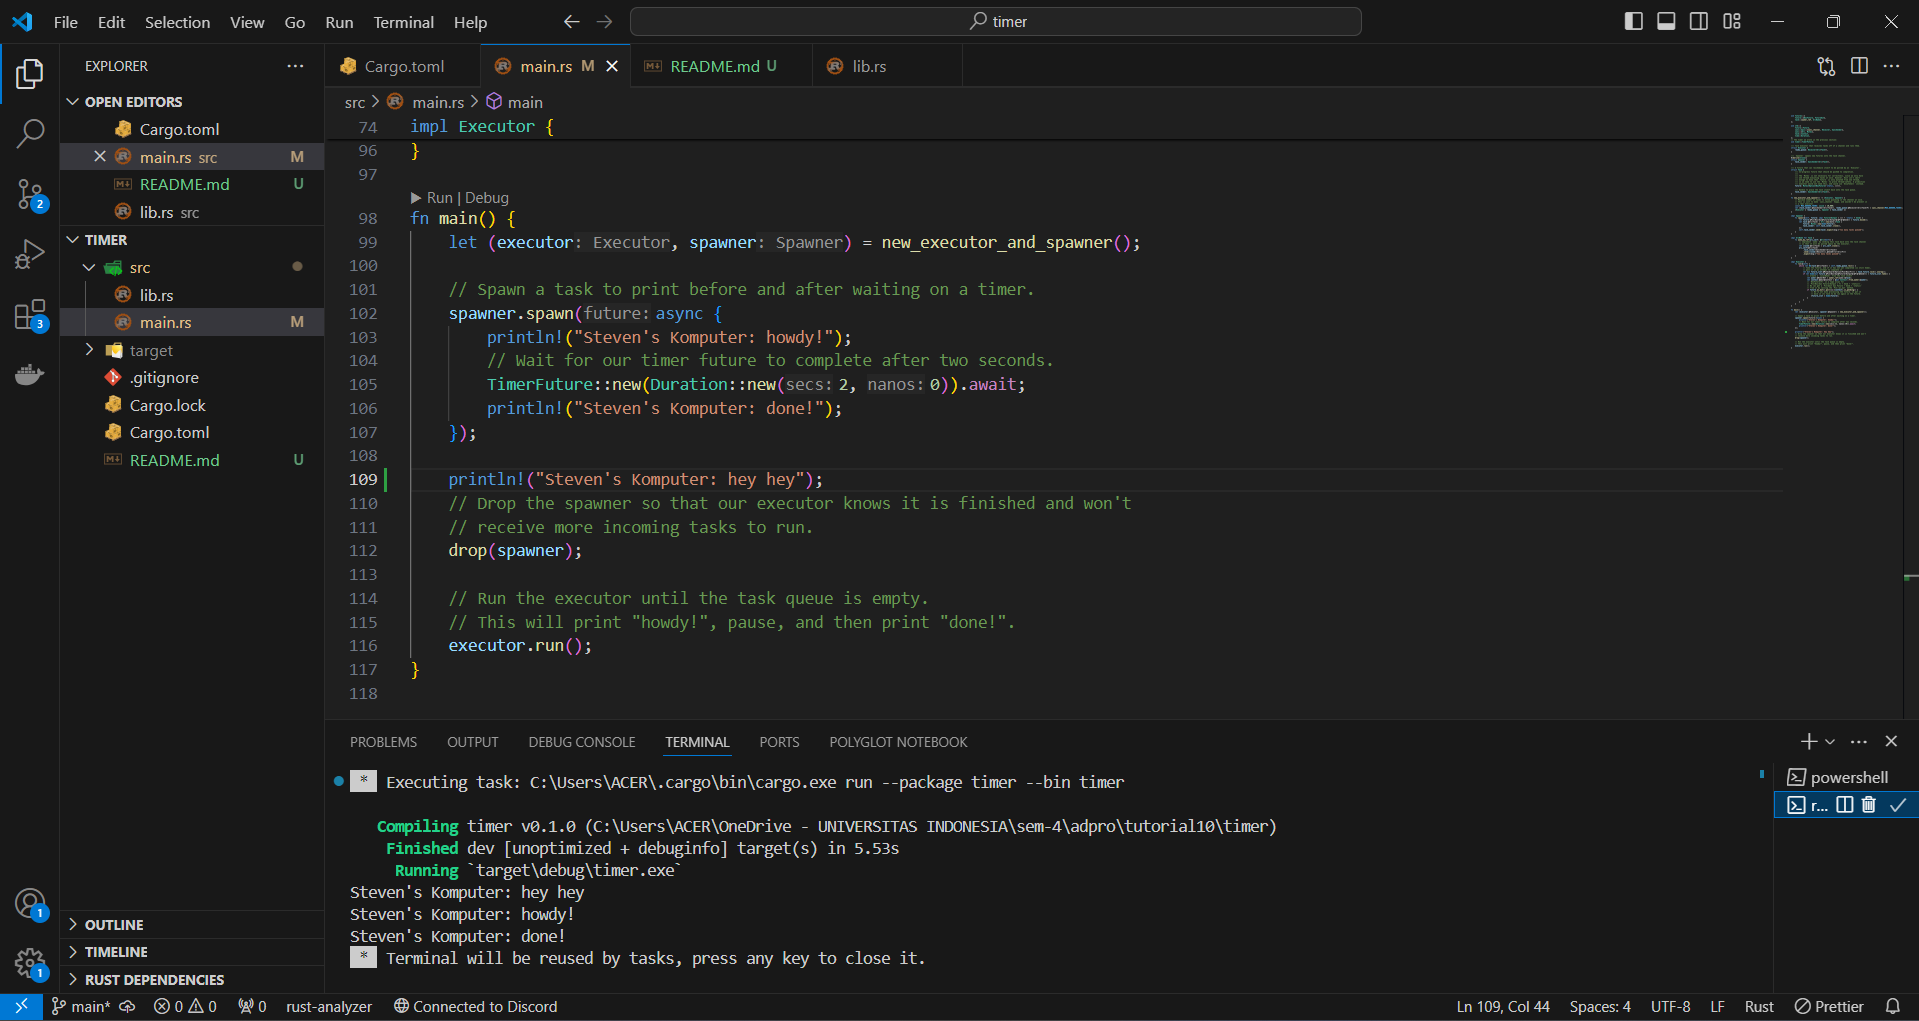 File Edit Selection View Go Run Terminal Help
timer
EXPLORER
OPEN EDITORS
Cargo.toml
main.rs src M
README.md U
lib.rs src
TIMER
src
lib.rs
main.rs M
target
.gitignore
Cargo.lock
Cargo.toml
README.md U
OUTLINE
TIMELINE
RUST DEPENDENCIES
2
3
1
1
Cargo.toml main.rs M README.md U lib.rs
src > main.rs > main
74 impl Executor {
96 }
97
Run | Debug
98 fn main() {
99 let (executor: Executor, spawner: Spawner) = new_executor_and_spawner();
100
101 // Spawn a task to print before and after waiting on a timer.
102 spawner.spawn(future: async {
103 println!("Steven's Komputer: howdy!");
104 // Wait for our timer future to complete after two seconds.
105 TimerFuture::new(Duration::new(secs: 2, nanos: 0)).await;
106 println!("Steven's Komputer: done!");
107 });
108
109 println!("Steven's Komputer: hey hey");
110 // Drop the spawner so that our executor knows it is finished and won't
111 // receive more incoming tasks to run.
112 drop(spawner);
113
114 // Run the executor until the task queue is empty.
115 // This will print "howdy!", pause, and then print "done!".
116 executor.run();
117 }
118
PROBLEMS OUTPUT DEBUG CONSOLE TERMINAL PORTS POLYGLOT NOTEBOOK
* Executing task: C:\Users\ACER\.cargo\bin\cargo.exe run --package timer --bin timer
Compiling timer v0.1.0 (C:\Users\ACER\OneDrive - UNIVERSITAS INDONESIA\sem-4\adpro\tutorial10\timer)
Finished dev [unoptimized + debuginfo] target(s) in 5.53s
Running `target\debug\timer.exe`
Steven's Komputer: hey hey
Steven's Komputer: howdy!
Steven's Komputer: done!
* Terminal will be reused by tasks, press any key to close it.
powershell
r...
main* 0 0 0 rust-analyzer Connected to Discord
Ln 109, Col 44 Spaces: 4 UTF-8 LF Rust Prettier